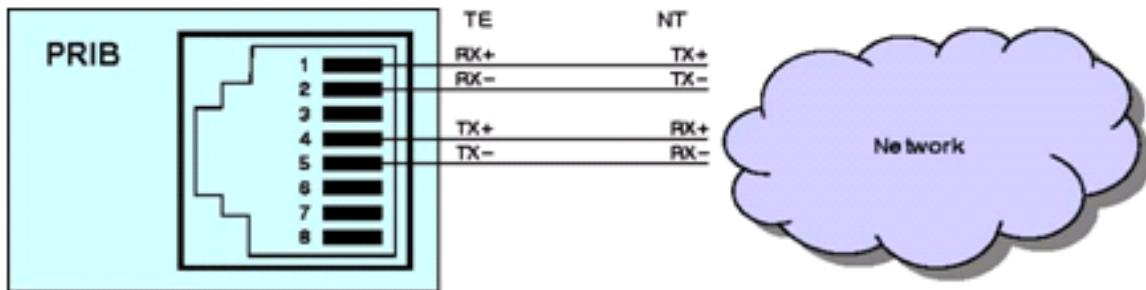 TE NT
PRIB
RX+ TX+
1
RX- TX-
2
3
TX+ RX+
4
TX- RX-
5
6
7
8
Network